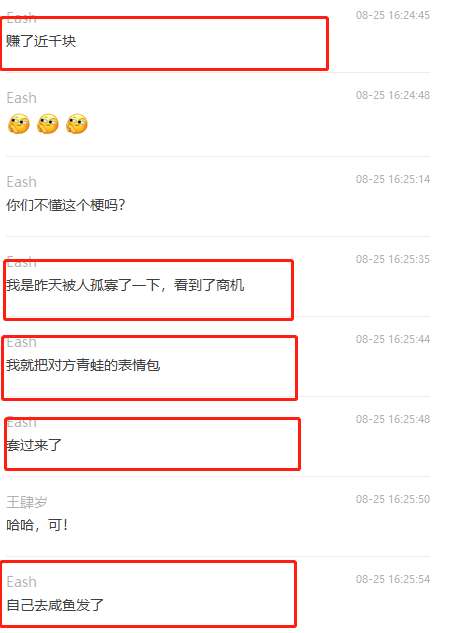 Eash 08-25 16:24:45
赚了近千块
Eash 08-25 16:24:48
Eash 08-25 16:25:14
你们不懂这个梗吗?
Eash 08-25 16:25:35
我是昨天被人孤寡了一下，看到了商机
Eash 08-25 16:25:44
我就把对方青蛙的表情包
Eash 08-25 16:25:48
套过来了
王肆岁 08-25 16:25:50
哈哈，可!
Eash 08-25 16:25:54
自己去咸鱼发了